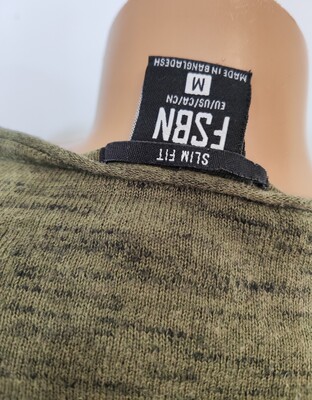 SLIM FIT
FSBN
EU/US/CA/CN
M
MADE IN BANGLADESH